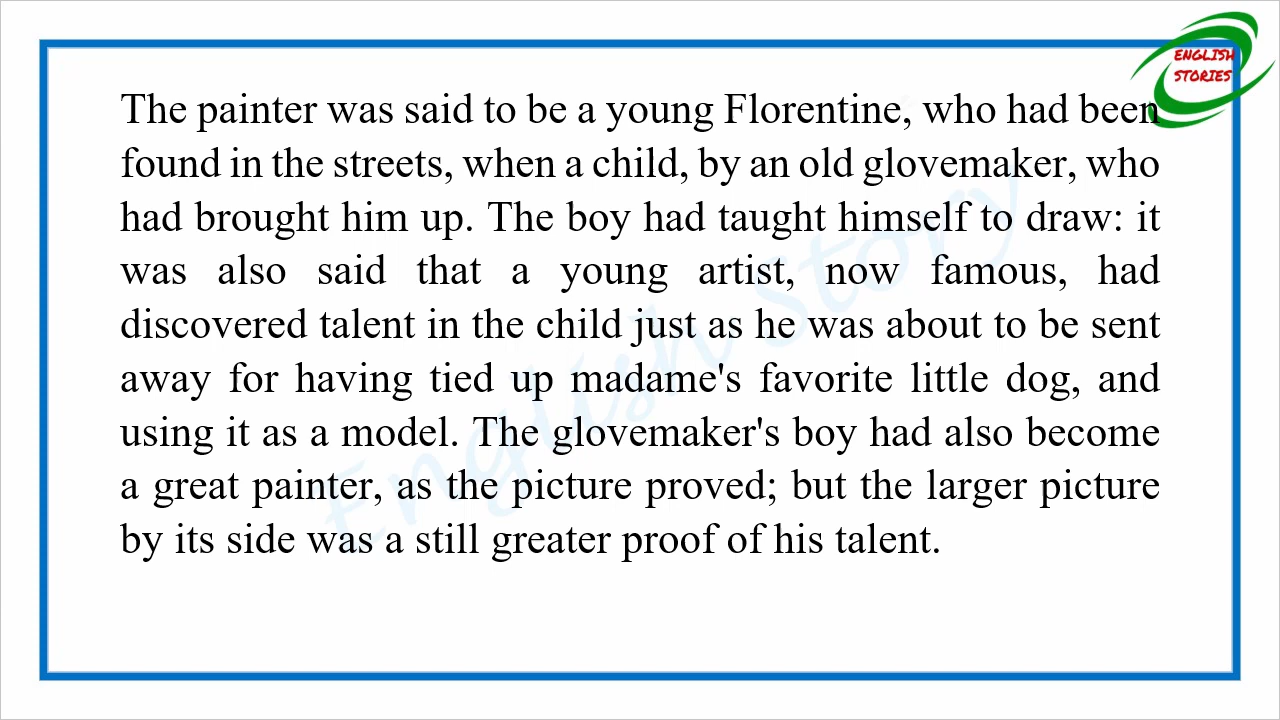 ENGLISH
STORIES
The painter was said to be a young Florentine, who had been
found in the streets, when a child, by an old glovemaker, who
had brought him up. The boy had taught himself to draw: it
was also said that a young artist, now famous, had
discovered talent in the child just as he was about to be sent
away for having tied up madame's favorite little dog, and
using it as a model. The glovemaker's boy had also become
a great painter, as the picture proved; but the larger picture
by its side was a still greater proof of his talent.
English Story